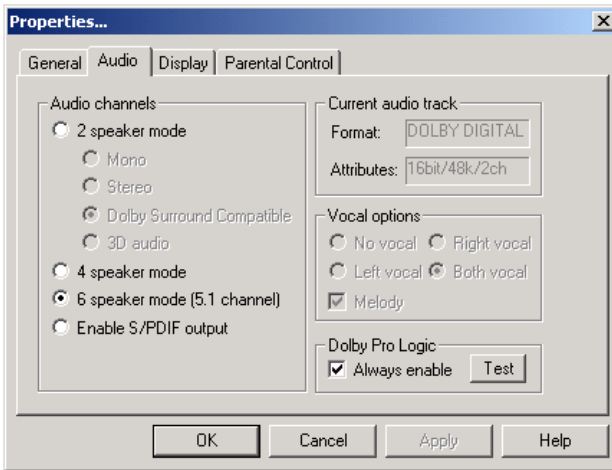 Properties...
General Audio Display Parental Control
Audio channels
2 speaker mode
Mono
Stereo
Dolby Surround Compatible
3D audio
4 speaker mode
6 speaker mode (5.1 channel)
Enable S/PDIF output
Current audio track
Format: DOLBY DIGITAL
Attributes: 16bit/48k/2ch
Vocal options
No vocal Right vocal
Left vocal Both vocal
Melody
Dolby Pro Logic
Always enable Test
OK Cancel Apply Help